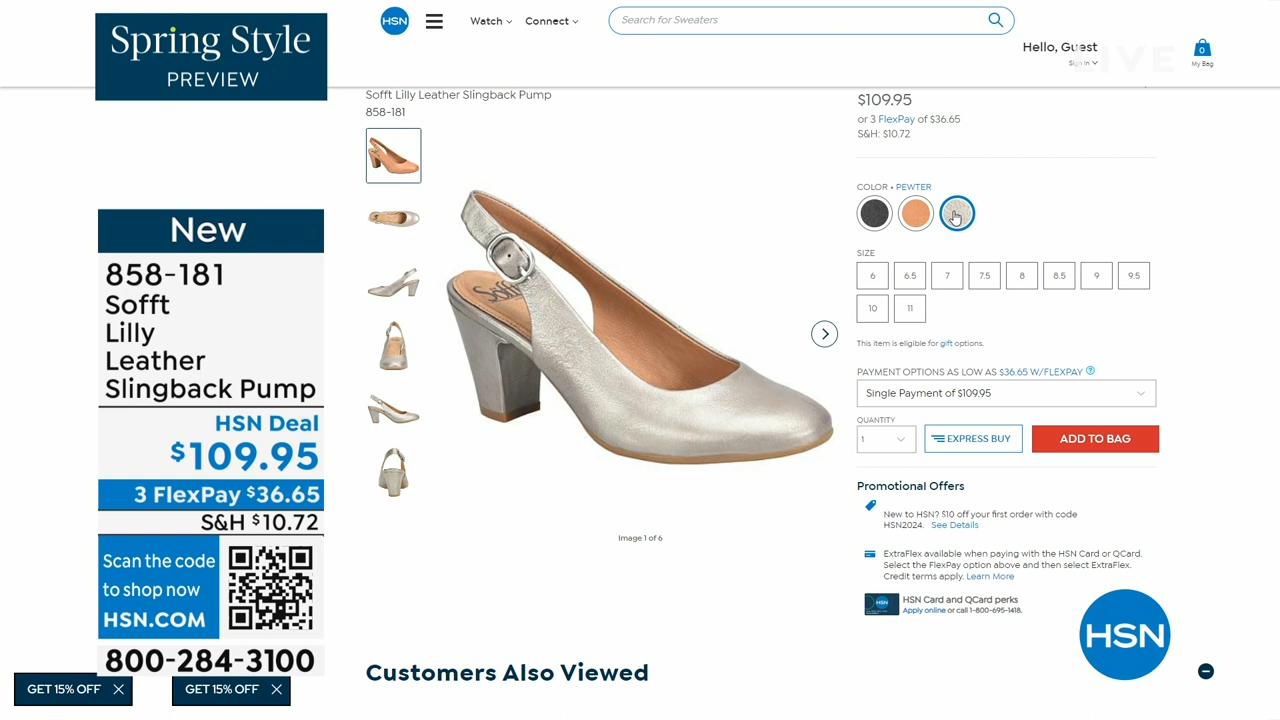 Spring Style
PREVIEW
HSN
Watch
Connect
Search for Sweaters
Hello, Guest
Sign In
LIVE
0
My Bag
Sofft Lilly Leather Slingback Pump
858-181
$109.95
or 3 FlexPay of $36.65
S&H: $10.72
COLOR • PEWTER
SIZE
6 6.5 7 7.5 8 8.5 9 9.5
10 11
This item is eligible for gift options.
PAYMENT OPTIONS AS LOW AS $36.65 W/FLEXPAY ?
Single Payment of $109.95
QUANTITY
1
EXPRESS BUY
ADD TO BAG
Promotional Offers
New to HSN? $10 off your first order with code
HSN2024. See Details
ExtraFlex available when paying with the HSN Card or QCard.
Select the FlexPay option above and then select ExtraFlex.
Credit terms apply. Learn More
HSN
HSN Card and QCard perks
Apply online or call 1-800-695-1418.
Sofft
Image 1 of 6
New
858-181
Sofft
Lilly
Leather
Slingback Pump
HSN Deal
$109.95
3 FlexPay $36.65
S&H $10.72
Scan the code
to shop now
HSN.COM
800-284-3100
GET 15% OFF
GET 15% OFF
Customers Also Viewed
HSN